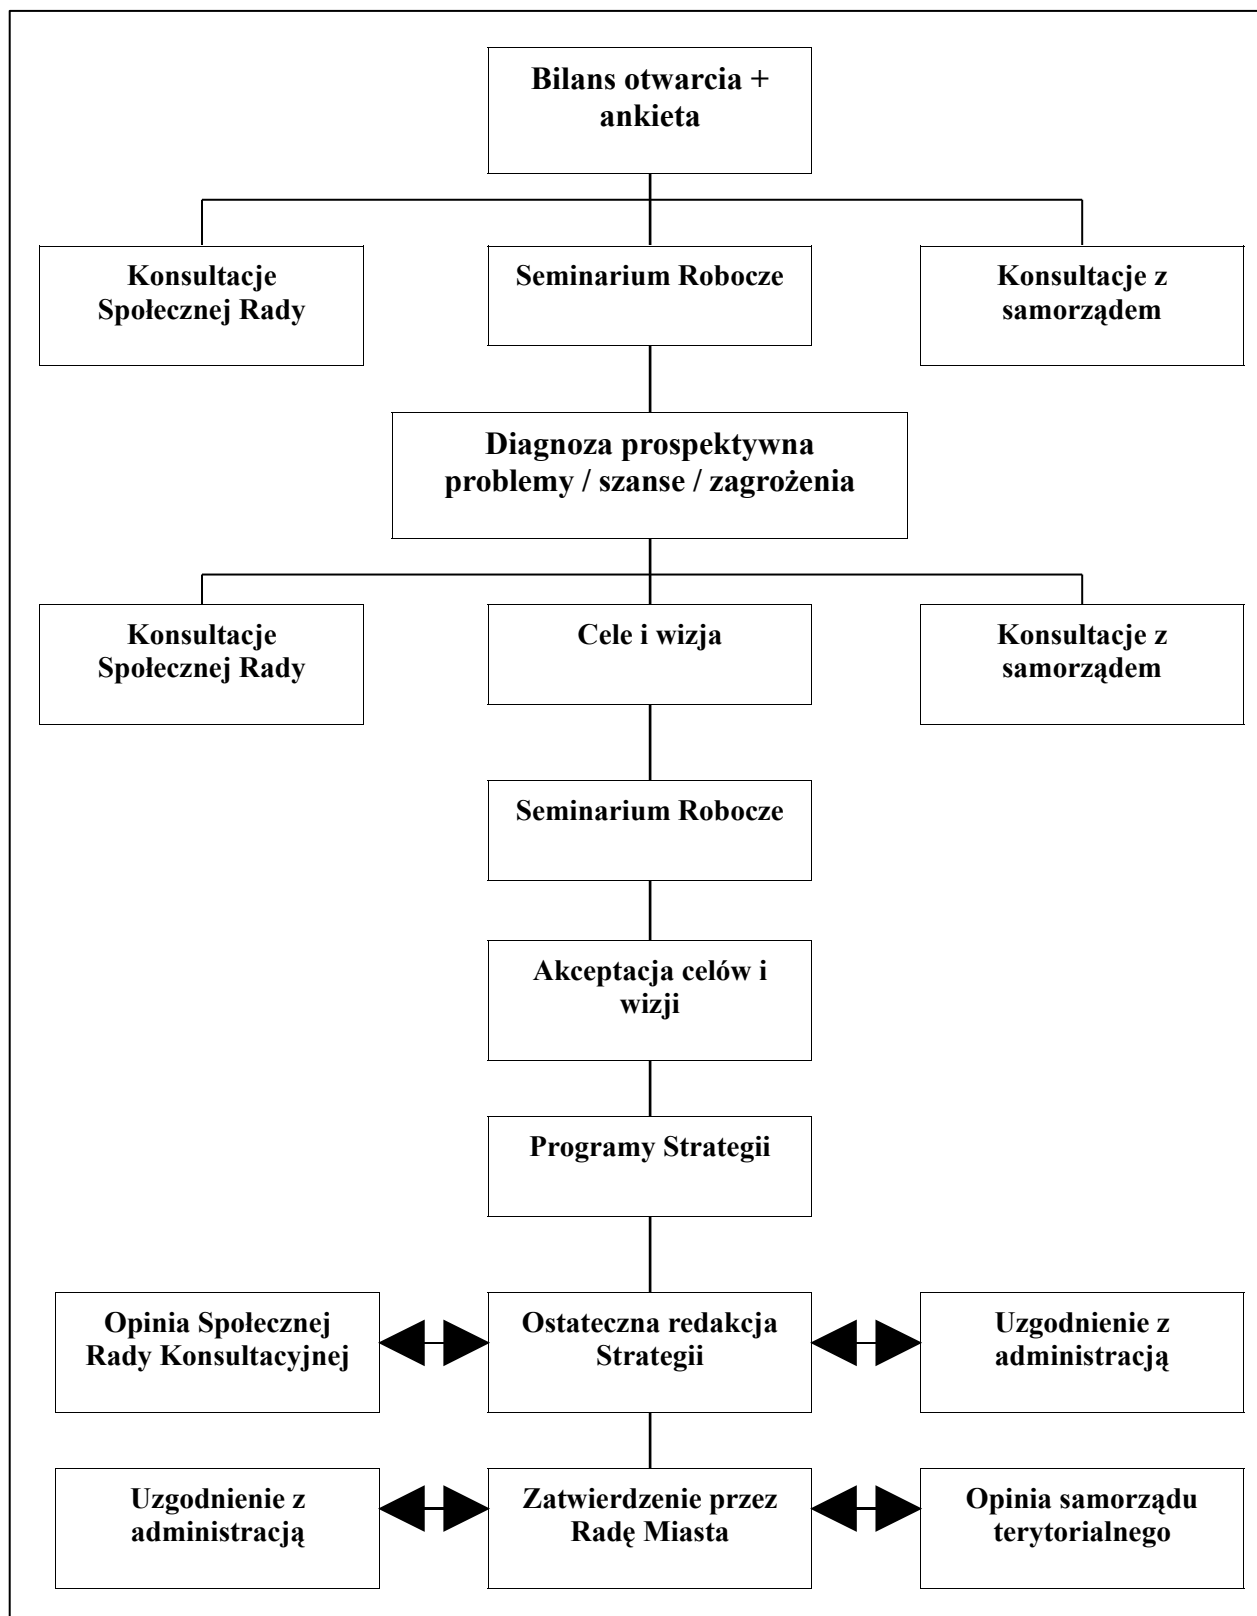 Bilans otwarcia +
ankieta
Konsultacje
Społecznej Rady
Seminarium Robocze
Konsultacje z
samorządem
Diagnoza prospektywna
problemy / szanse / zagrożenia
Konsultacje
Społecznej Rady
Cele i wizja
Konsultacje z
samorządem
Seminarium Robocze
Akceptacja celów i
wizji
Programy Strategii
Opinia Społecznej
Rady Konsultacyjnej
Ostateczna redakcja
Strategii
Uzgodnienie z
administracją
Uzgodnienie z
administracją
Zatwierdzenie przez
Radę Miasta
Opinia samorządu
terytorialnego